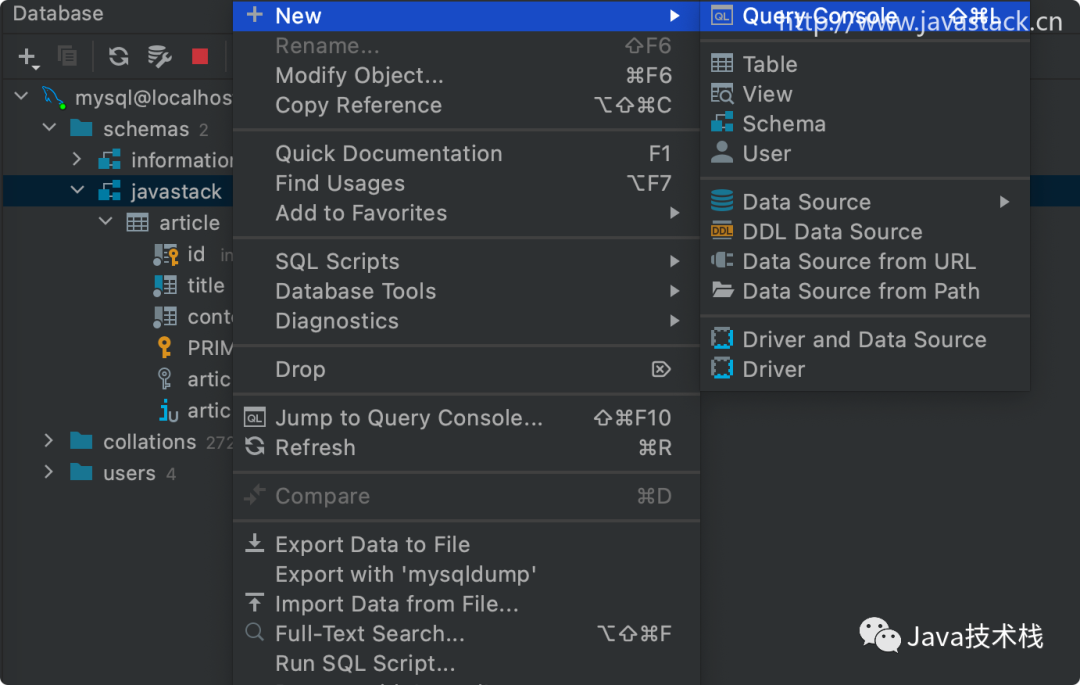 Database
mysql@localhos
schemas 2
information
javastack
article
id in
title
conte
PRIM
artic
artic
collations 272
users 4
New
Rename... ⇧F6
Modify Object... ⌘F6
Copy Reference ⌥⇧⌘C
Quick Documentation F1
Find Usages ⌥F7
Add to Favorites
SQL Scripts
Database Tools
Diagnostics
Drop ⌦
QL Jump to Query Console... ⇧⌘F10
Refresh ⌘R
Compare ⌘D
Export Data to File
Export with 'mysqldump'
Import Data from File...
Full-Text Search... ⌥⇧⌘F
Run SQL Script...
QL Query Console ⇧⌘L
http://www.javastack.cn
Table
View
Schema
User
Data Source
DDL DDL Data Source
Data Source from URL
Data Source from Path
Driver and Data Source
Driver
Java技术栈